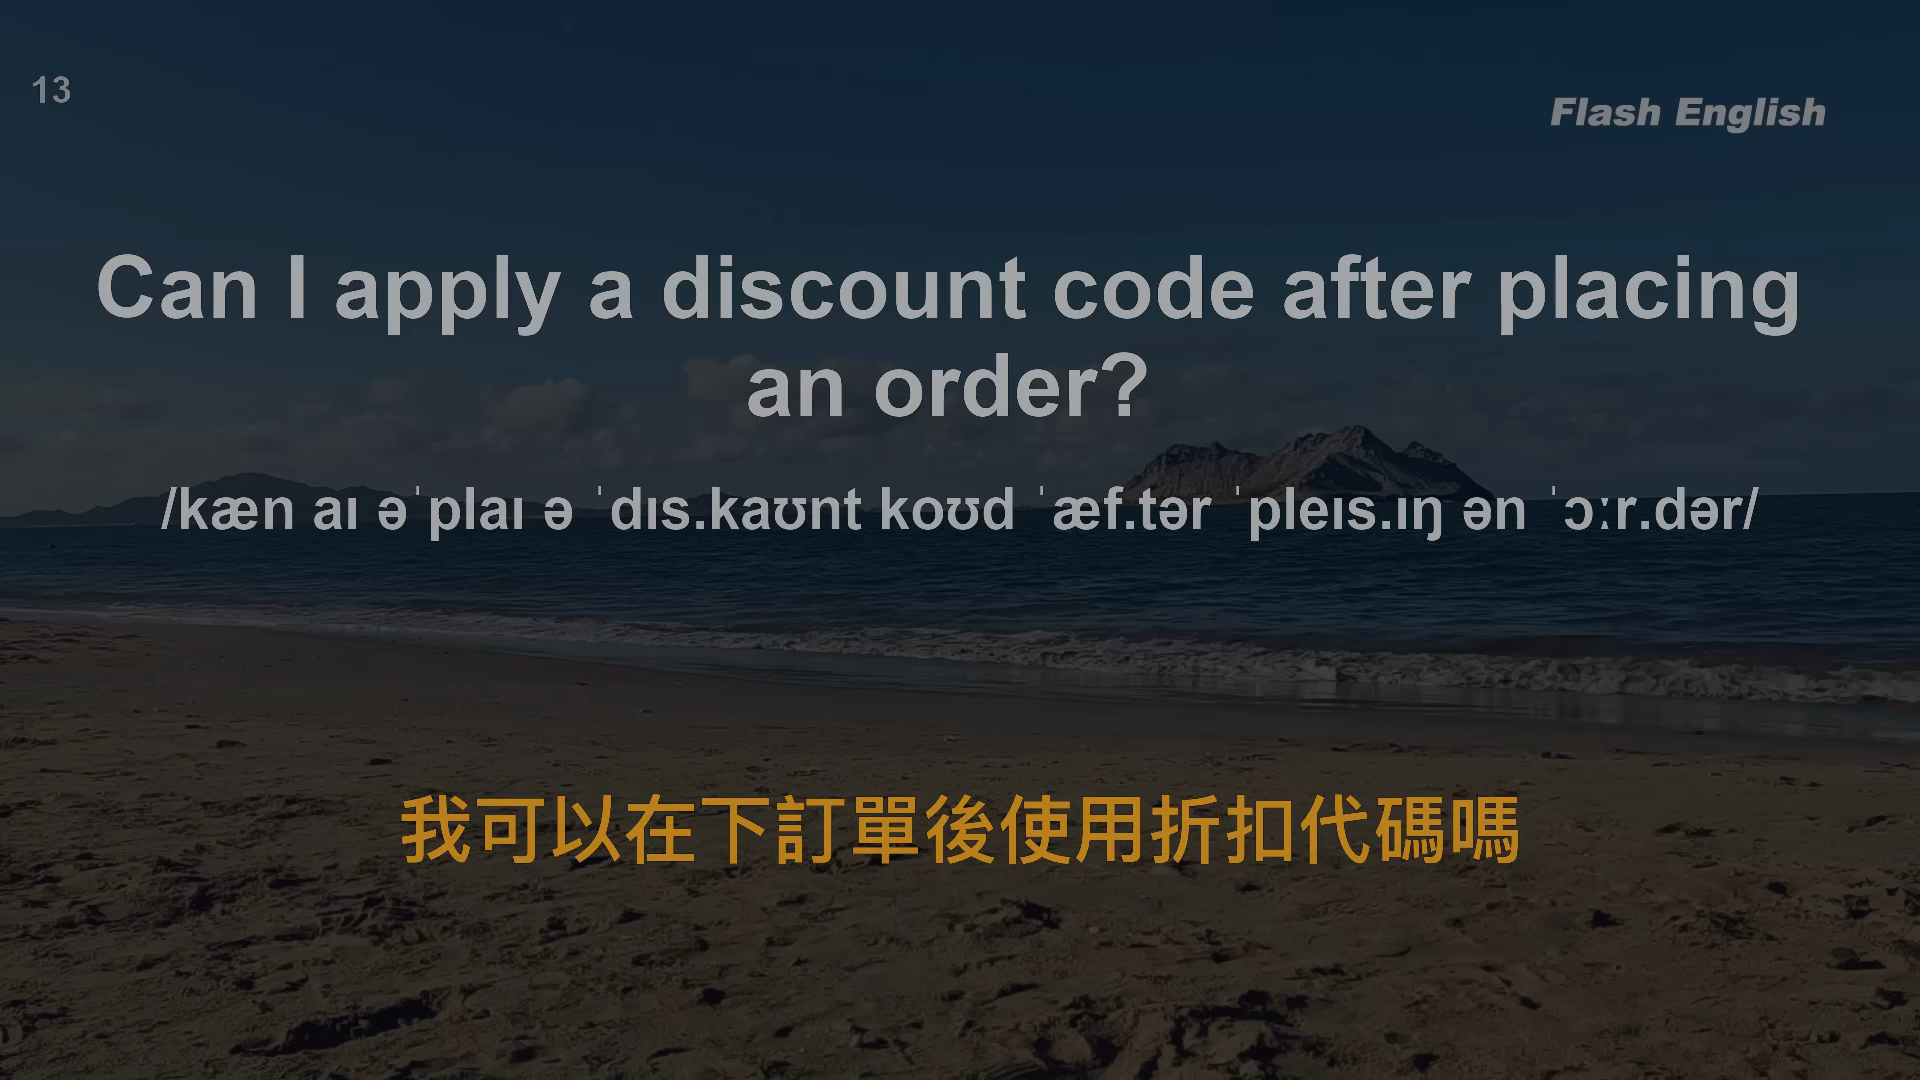 13
Flash English
Can I apply a discount code after placing
an order?
/kæn aɪ əˈplaɪ ə ˈdɪs.kaʊnt koʊd ˈæf.tər ˈpleɪs.ɪŋ ən ˈɔːr.dər/
我可以在下訂單後使用折扣代碼嗎